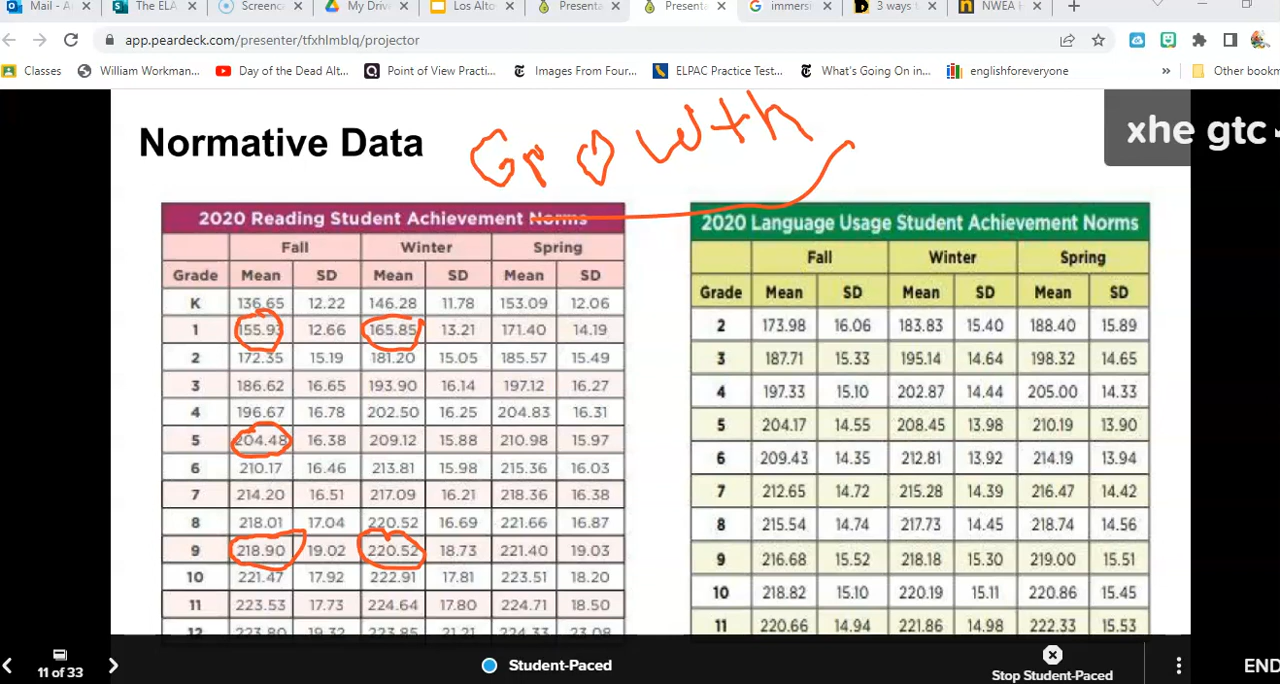 Mail - A
The ELA
Screence
My Drive
Los Altos
Presenta
Presenta
immersi
3 ways t
NWEA
app.peardeck.com/presenter/tfxhlmblq/projector
Classes
William Workman...
Day of the Dead Alt...
Point of View Practi...
Images From Four...
ELPAC Practice Test...
What's Going On in...
englishforeveryone
»
Other bookm
Normative Data
Growth
xhe gtc -
2020 Reading Student Achievement Norms
Fall Winter Spring
Grade Mean SD Mean SD Mean SD
K 136.65 12.22 146.28 11.78 153.09 12.06
1 155.93 12.66 165.85 13.21 171.40 14.19
2 172.35 15.19 181.20 15.05 185.57 15.49
3 186.62 16.65 193.90 16.14 197.12 16.27
4 196.67 16.78 202.50 16.25 204.83 16.31
5 204.48 16.38 209.12 15.88 210.98 15.97
6 210.17 16.46 213.81 15.98 215.36 16.03
7 214.20 16.51 217.09 16.21 218.36 16.38
8 218.01 17.04 220.52 16.69 221.66 16.87
9 218.90 19.02 220.52 18.73 221.40 19.03
10 221.47 17.92 222.91 17.81 223.51 18.20
11 223.53 17.73 224.64 17.80 224.71 18.50
12 223.80 19.32 223.85 21.21 224.33 23.08
2020 Language Usage Student Achievement Norms
Fall Winter Spring
Grade Mean SD Mean SD Mean SD
2 173.98 16.06 183.83 15.40 188.40 15.89
3 187.71 15.33 195.14 14.64 198.32 14.65
4 197.33 15.10 202.87 14.44 205.00 14.33
5 204.17 14.55 208.45 13.98 210.19 13.90
6 209.43 14.35 212.81 13.92 214.19 13.94
7 212.65 14.72 215.28 14.39 216.47 14.42
8 215.54 14.74 217.73 14.45 218.74 14.56
9 216.68 15.52 218.18 15.30 219.00 15.51
10 218.82 15.10 220.19 15.11 220.86 15.45
11 220.66 14.94 221.86 14.98 222.33 15.53
11 of 33
Student-Paced
Stop Student-Paced
END